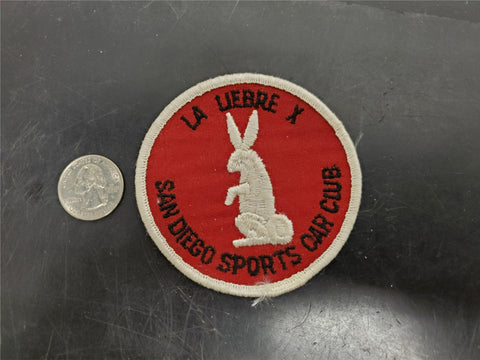 LA LIEBRE X
SAN DIEGO SPORTS CAR CLUB